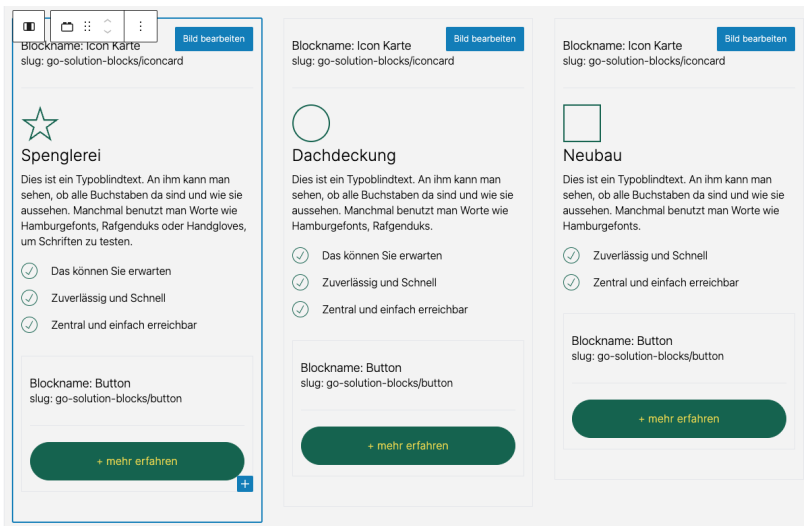 Bild bearbeiten
Blockname: Icon Karte
slug: go-solution-blocks/iconcard
Spenglerei
Dies ist ein Typoblindtext. An ihm kann man
sehen, ob alle Buchstaben da sind und wie sie
aussehen. Manchmal benutzt man Worte wie
Hamburgefonts, Rafgenduks oder Handgloves,
um Schriften zu testen.
Das können Sie erwarten
Zuverlässig und Schnell
Zentral und einfach erreichbar
Blockname: Button
slug: go-solution-blocks/button
+ mehr erfahren
Bild bearbeiten
Blockname: Icon Karte
slug: go-solution-blocks/iconcard
Dachdeckung
Dies ist ein Typoblindtext. An ihm kann man
sehen, ob alle Buchstaben da sind und wie sie
aussehen. Manchmal benutzt man Worte wie
Hamburgefonts, Rafgenduks.
Das können Sie erwarten
Zuverlässig und Schnell
Zentral und einfach erreichbar
Blockname: Button
slug: go-solution-blocks/button
+ mehr erfahren
Bild bearbeiten
Blockname: Icon Karte
slug: go-solution-blocks/iconcard
Neubau
Dies ist ein Typoblindtext. An ihm kann man
sehen, ob alle Buchstaben da sind und wie sie
aussehen. Manchmal benutzt man Worte wie
Hamburgefonts.
Zuverlässig und Schnell
Zentral und einfach erreichbar
Blockname: Button
slug: go-solution-blocks/button
+ mehr erfahren